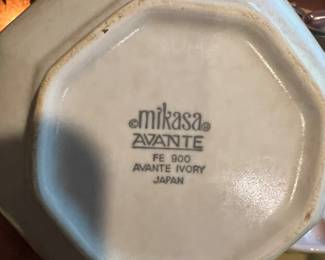 mikasa
AVANTE
FE 900
AVANTE IVORY
JAPAN